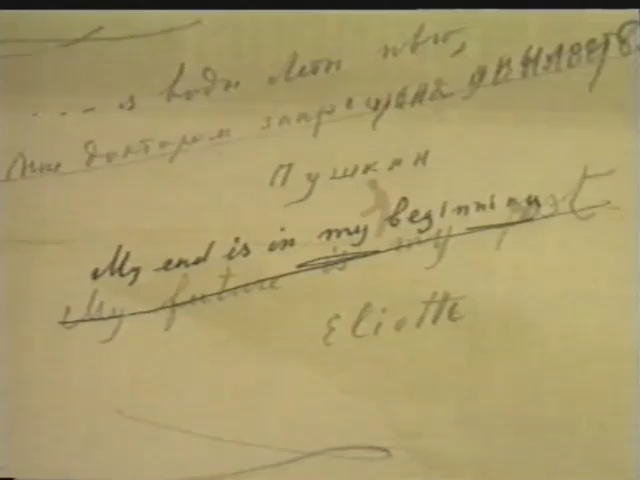 .... я воды Леты пью,
Мне доктором запрещена унылость
Пушкин
My end is in my beginning
My future is my past
Eliotte